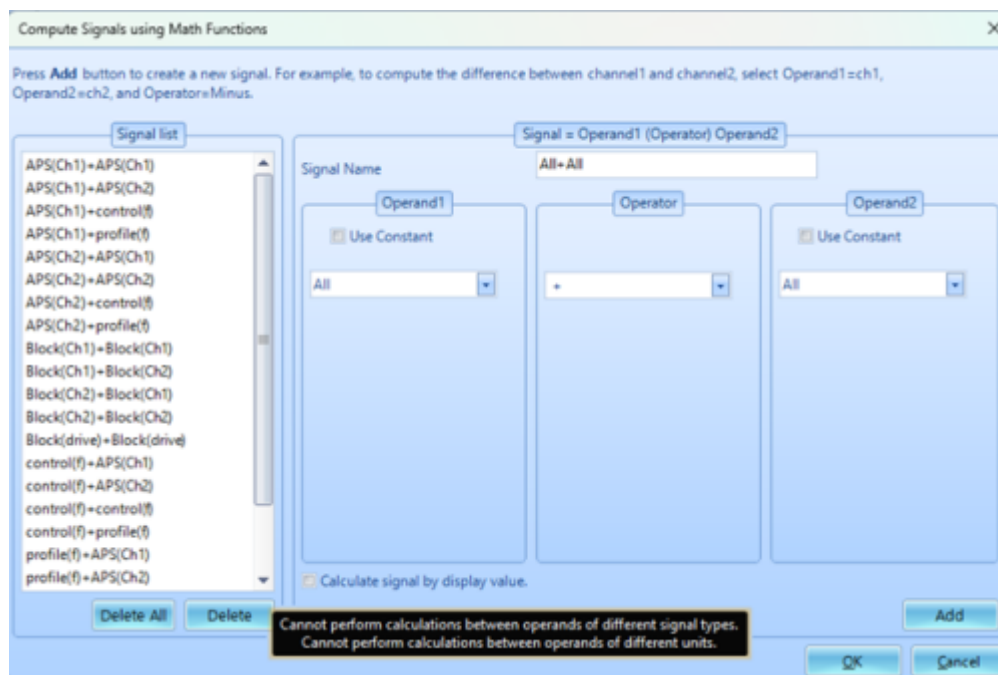 Compute Signals using Math Functions
Press Add button to create a new signal. For example, to compute the difference between channel1 and channel2, select Operand1=ch1,
Operand2=ch2, and Operator=Minus.
Signal list
APS(Ch1)+APS(Ch1)
APS(Ch1)+APS(Ch2)
APS(Ch1)+control(f)
APS(Ch1)+profile(f)
APS(Ch2)+APS(Ch1)
APS(Ch2)+APS(Ch2)
APS(Ch2)+control(f)
APS(Ch2)+profile(f)
Block(Ch1)+Block(Ch1)
Block(Ch1)+Block(Ch2)
Block(Ch2)+Block(Ch1)
Block(Ch2)+Block(Ch2)
Block(drive)+Block(drive)
control(f)+APS(Ch1)
control(f)+APS(Ch2)
control(f)+control(f)
control(f)+profile(f)
profile(f)+APS(Ch1)
profile(f)+APS(Ch2)
Delete All Delete
Signal = Operand1 (Operator) Operand2
Signal Name All+All
Operand1 Operator Operand2
Use Constant Use Constant
All + All
Calculate signal by display value.
Cannot perform calculations between operands of different signal types.
Cannot perform calculations between operands of different units.
Add
OK Cancel